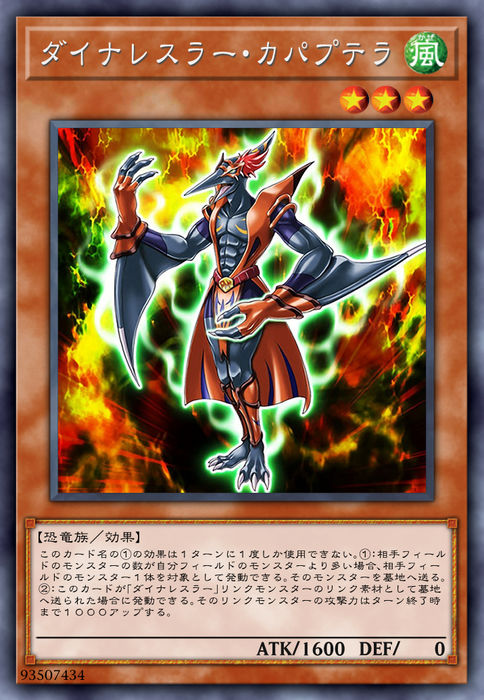 ダイナレスラー・カパプテラ
風
かぜ
【恐竜族／効果】
このカード名の①の効果は１ターンに１度しか使用できない。①：相手フィール
ドのモンスターの数が自分フィールドのモンスターより多い場合、相手フィー
ルドのモンスター１体を対象として発動できる。そのモンスターを墓地へ送る。
②：このカードが「ダイナレスラー」リンクモンスターのリンク素材として墓地
へ送られた場合に発動できる。そのリンクモンスターの攻撃力はターン終了時
まで１０００アップする。
ATK/1600 DEF/ 0
93507434